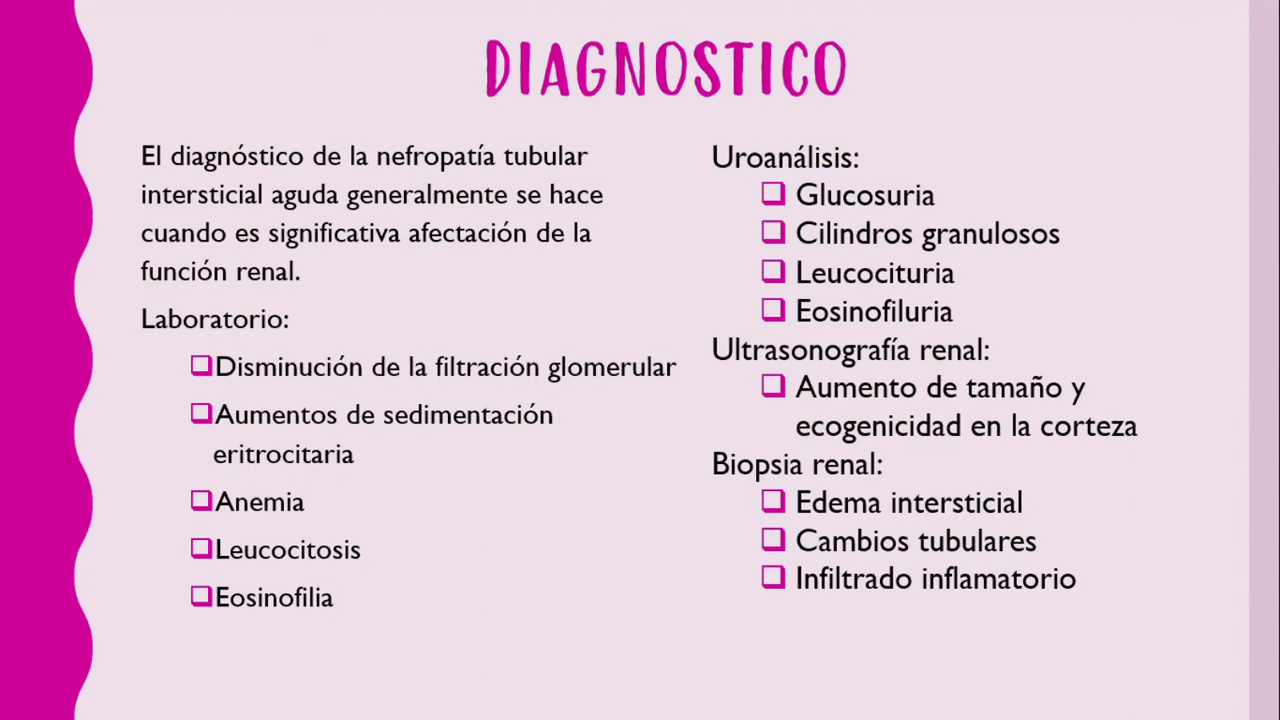 DIAGNOSTICO
El diagnóstico de la nefropatía tubular
intersticial aguda generalmente se hace
cuando es significativa afectación de la
función renal.
Laboratorio:
Disminución de la filtración glomerular
Aumentos de sedimentación
eritrocitaria
Anemia
Leucocitosis
Eosinofilia
Uroanálisis:
Glucosuria
Cilindros granulosos
Leucocituria
Eosinofiluria
Ultrasonografía renal:
Aumento de tamaño y
ecogenicidad en la corteza
Biopsia renal:
Edema intersticial
Cambios tubulares
Infiltrado inflamatorio